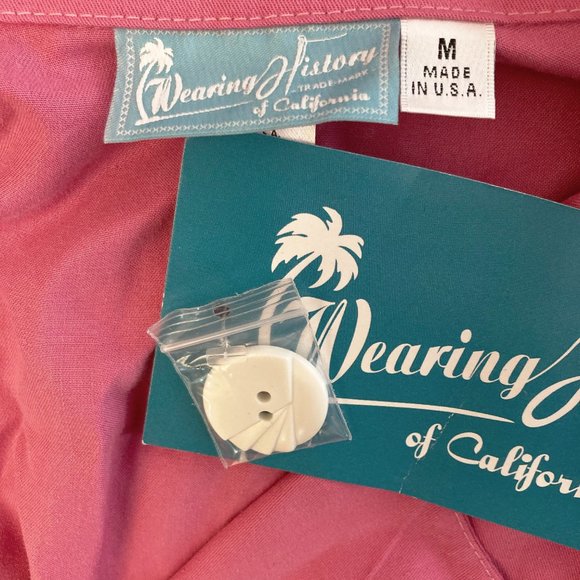 Wearing History
TRADE MARK
of California
M
MADE
IN U.S.A.
Wearing
of Californ